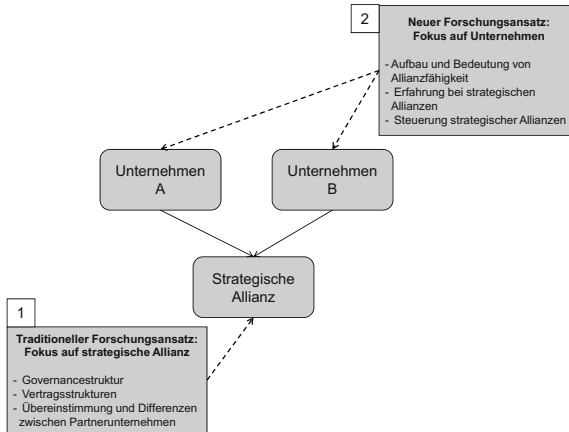 2
Neuer Forschungsansatz:
Fokus auf Unternehmen
- Aufbau und Bedeutung von
Allianzfähigkeit
- Erfahrung bei strategischen
Allianzen
- Steuerung strategischer Allianzen
Unternehmen
A
Unternehmen
B
Strategische
Allianz
1
Traditioneller Forschungsansatz:
Fokus auf strategische Allianz
- Governancestruktur
- Vertragsstrukturen
- Übereinstimmung und Differenzen
zwischen Partnerunternehmen